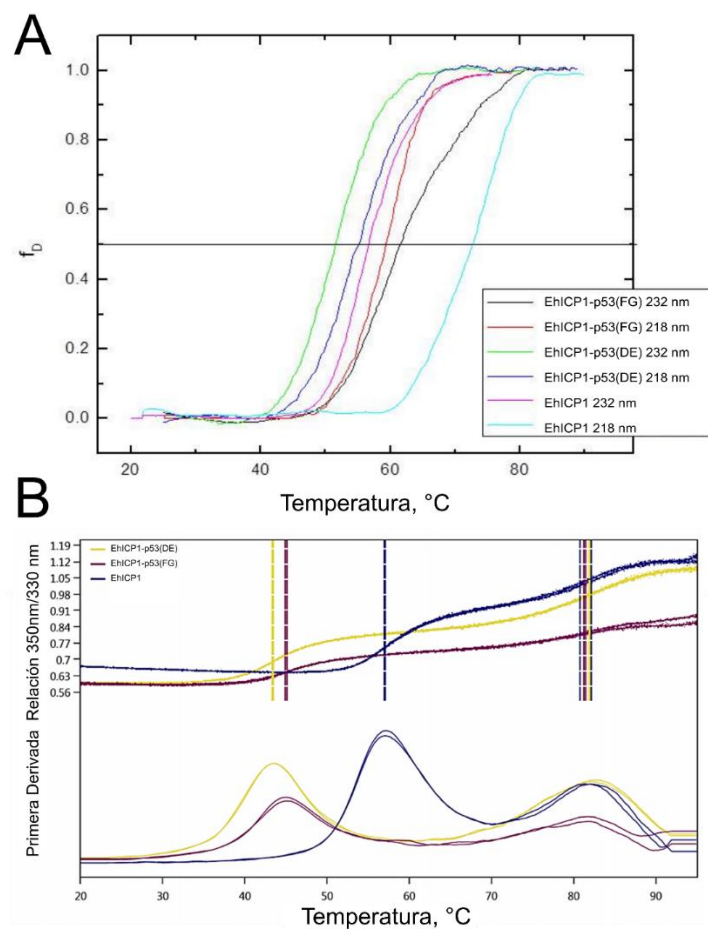 A
1.0
0.8
0.6
0.4
0.2
0.0
f_D
EhICP1-p53(FG) 232 nm
EhICP1-p53(FG) 218 nm
EhICP1-p53(DE) 232 nm
EhICP1-p53(DE) 218 nm
EhICP1 232 nm
EhICP1 218 nm
20 40 60 80
Temperatura, °C
B
EhICP1-p53(DE)
EhICP1-p53(FG)
EhICP1
1.19
1.12
1.05
0.98
0.91
0.84
0.77
0.7
0.63
0.56
Relación 350nm/330 nm
Primera Derivada
20 30 40 50 60 70 80 90
Temperatura, °C